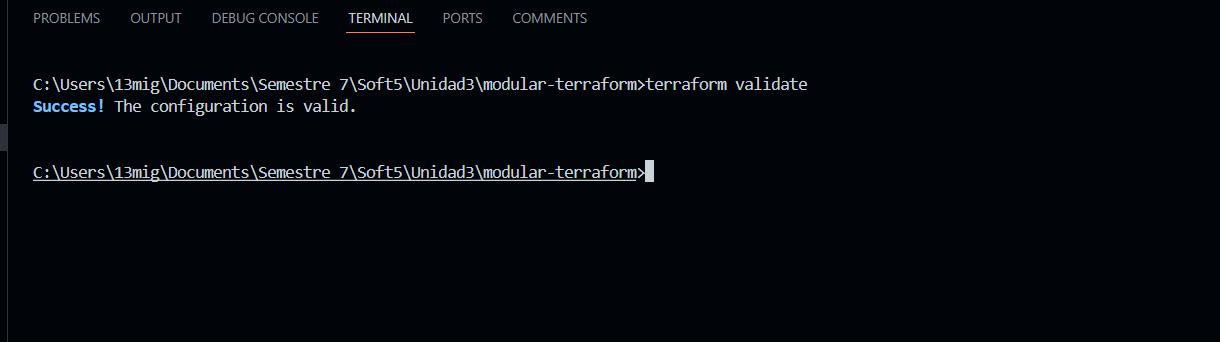 PROBLEMS OUTPUT DEBUG CONSOLE TERMINAL PORTS COMMENTS
C:\Users\13mig\Documents\Semestre 7\Soft5\Unidad3\modular-terraform>terraform validate
Success! The configuration is valid.
C:\Users\13mig\Documents\Semestre 7\Soft5\Unidad3\modular-terraform>